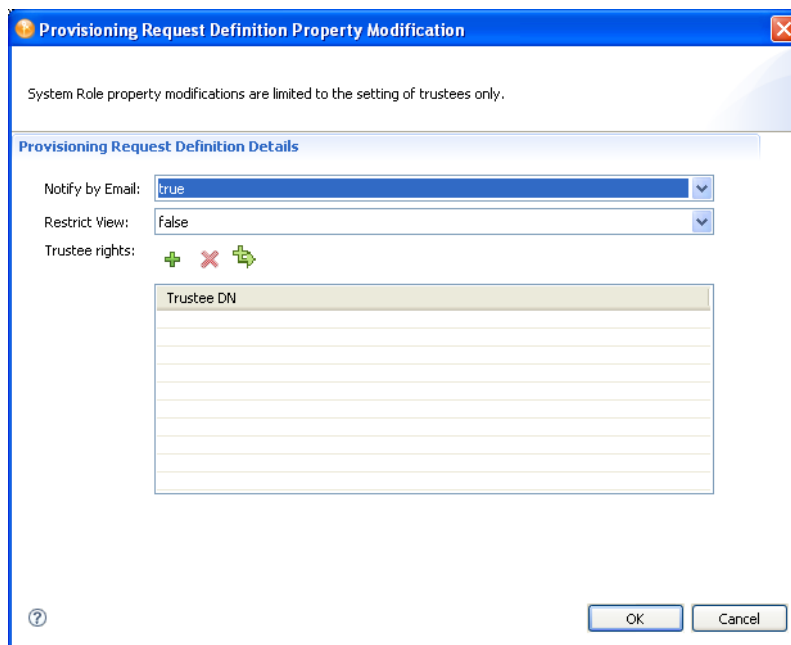 Provisioning Request Definition Property Modification
System Role property modifications are limited to the setting of trustees only.
Provisioning Request Definition Details
Notify by Email: true
Restrict View: false
Trustee rights:
Trustee DN
? OK Cancel